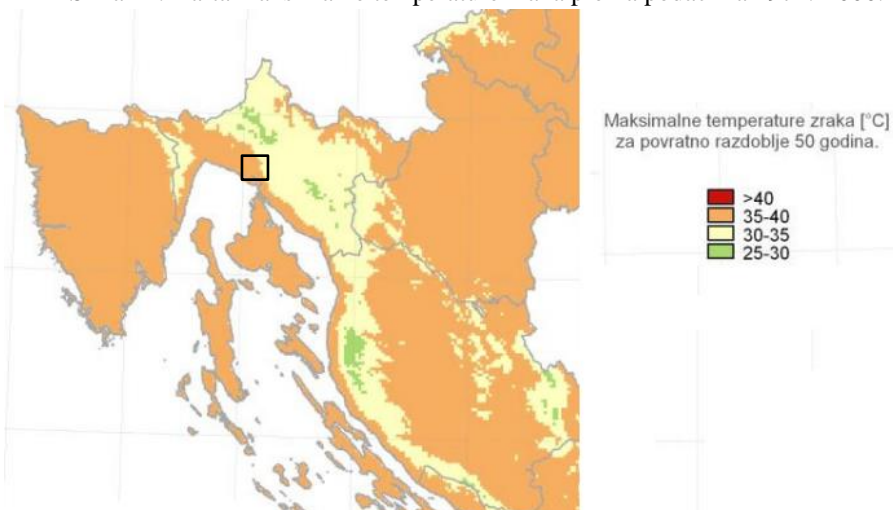 Maksimalne temperature zraka [°C]
za povratno razdoblje 50 godina.
>40
35-40
30-35
25-30